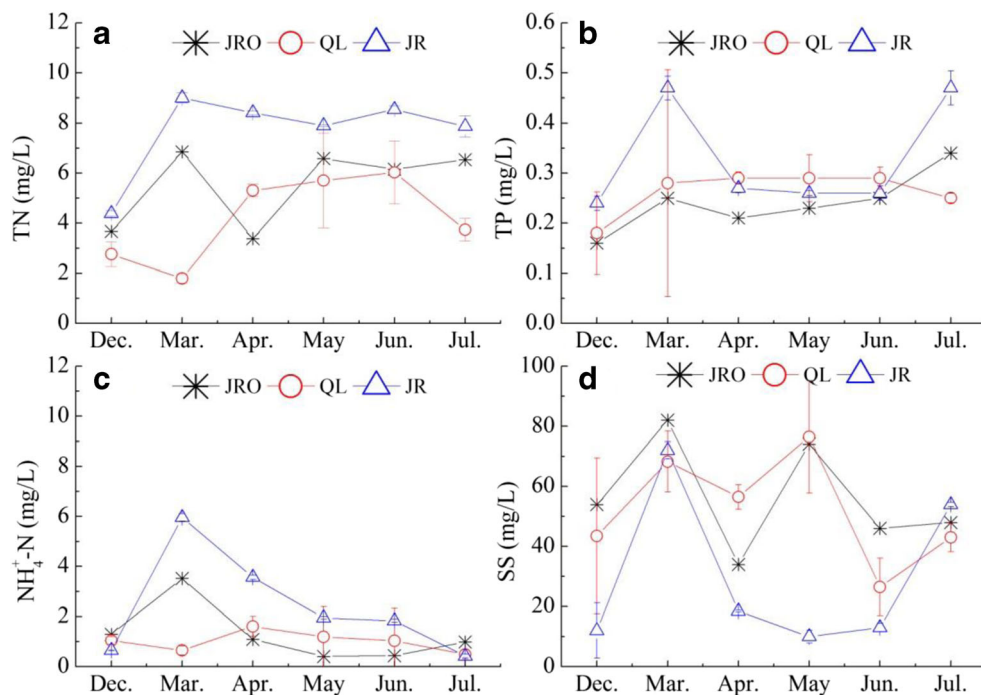 a
JRO QL JR
TN (mg/L)
12
10
8
6
4
2
0
Dec. Mar. Apr. May Jun. Jul.
b
JRO QL JR
TP (mg/L)
0.6
0.5
0.4
0.3
0.2
0.1
0.0
Dec. Mar. Apr. May Jun. Jul.
c
JRO QL JR
NH₄⁺-N (mg/L)
12
10
8
6
4
2
0
Dec. Mar. Apr. May Jun. Jul.
d
JRO QL JR
SS (mg/L)
100
80
60
40
20
0
Dec. Mar. Apr. May Jun. Jul.